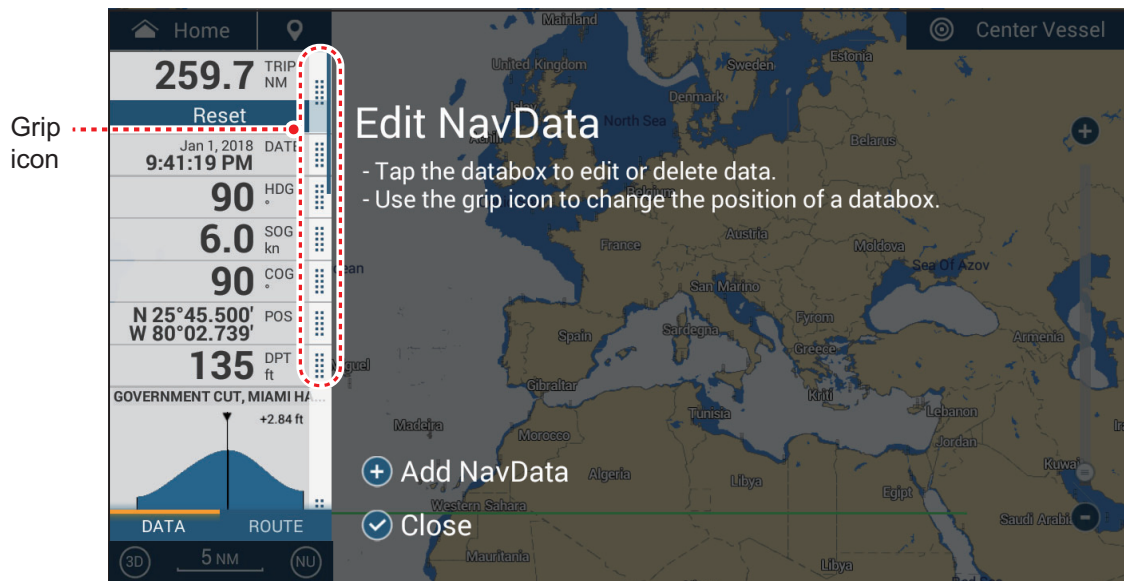 Home
Center Vessel
Mainland
United Kingdom
Sweden
Estonia
Denmark
North Sea
Belarus
Belgium
France
Austria
Moldova
Sea Of Azov
San Marino
Fyrom
Spain
Sardegna
Greece
Armenia
Gibraltar
Kriti
Tunisia
Lebanon
Madeira
Morocco
Jordan
Algeria
Libya
Kuwai
Egipt
Western Sahara
Saudi Arabi
Mauritania
Libya
Red Sea
Grip
icon
259.7 TRIP
NM
Reset
Jan 1, 2018 DATE
9:41:19 PM
90 HDG
°
6.0 SOG
kn
90 COG
°
N 25°45.500' POS
W 80°02.739'
135 DPT
ft
GOVERNMENT CUT, MIAMI HA...
+2.84 ft
DATA ROUTE
3D 5 NM NU
Edit NavData
- Tap the databox to edit or delete data.
- Use the grip icon to change the position of a databox.
+ Add NavData
Close